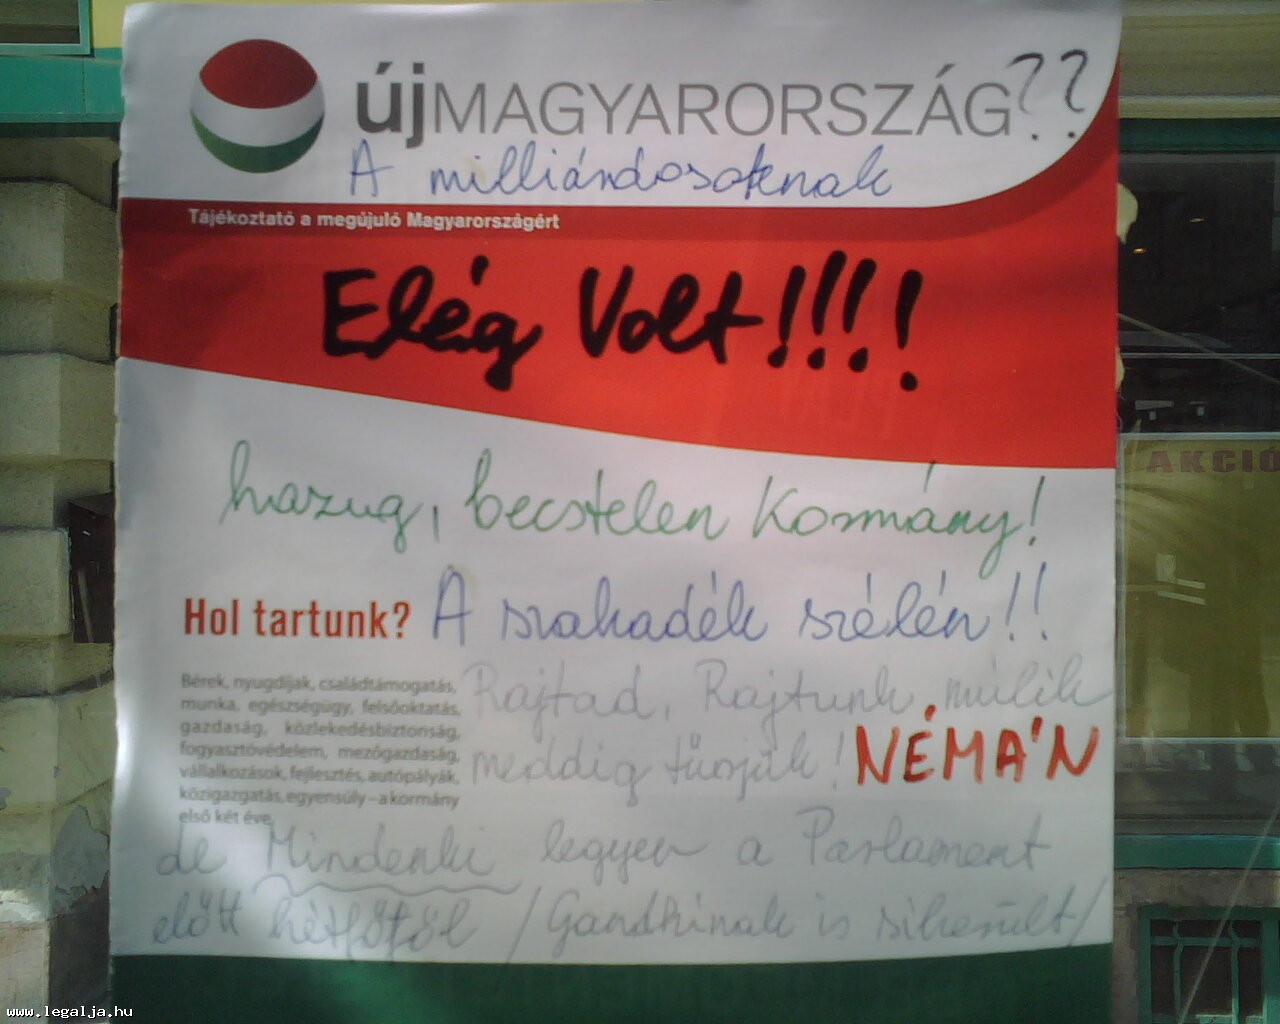 újMAGYARORSZÁG??
A milliárdosoknak
Tájékoztató a megújuló Magyarországért
Elég Volt!!!!
hazug, becstelen Kormány!
Hol tartunk? A szakadék szélén!!
Bérek, nyugdíjak, családtámogatás,
munka, egészségügy, felsőoktatás,
gazdaság, közlekedésbiztonság,
fogyasztóvédelem, mezőgazdaság,
vállalkozások, fejlesztés, autópályák,
közigazgatás, egyensúly – a kormány
első két éve
Rajtad, Rajtunk múlik
meddig tűrjük! NÉMÁN
de Mindenki legyen a Parlament
előtt hétfőtől /Gandhinak is sikerült/
AKCIÓ
www.legalja.hu